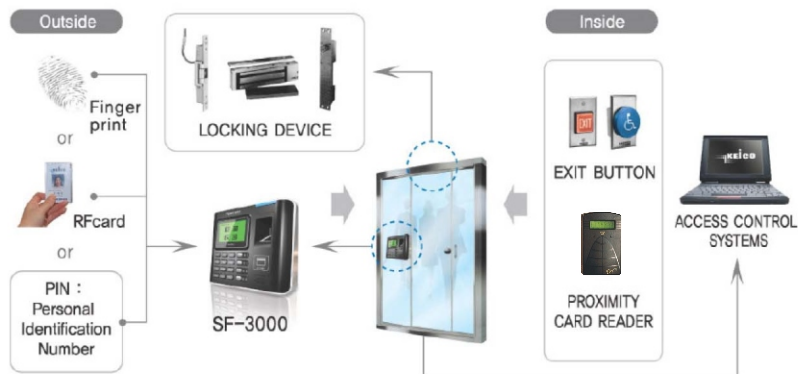 Outside
Finger
print
or
RFcard
or
PIN :
Personal
Identification
Number
LOCKING DEVICE
SF-3000
Inside
EXIT
EXIT BUTTON
PROXIMITY
CARD READER
KEICO
ACCESS CONTROL
SYSTEMS